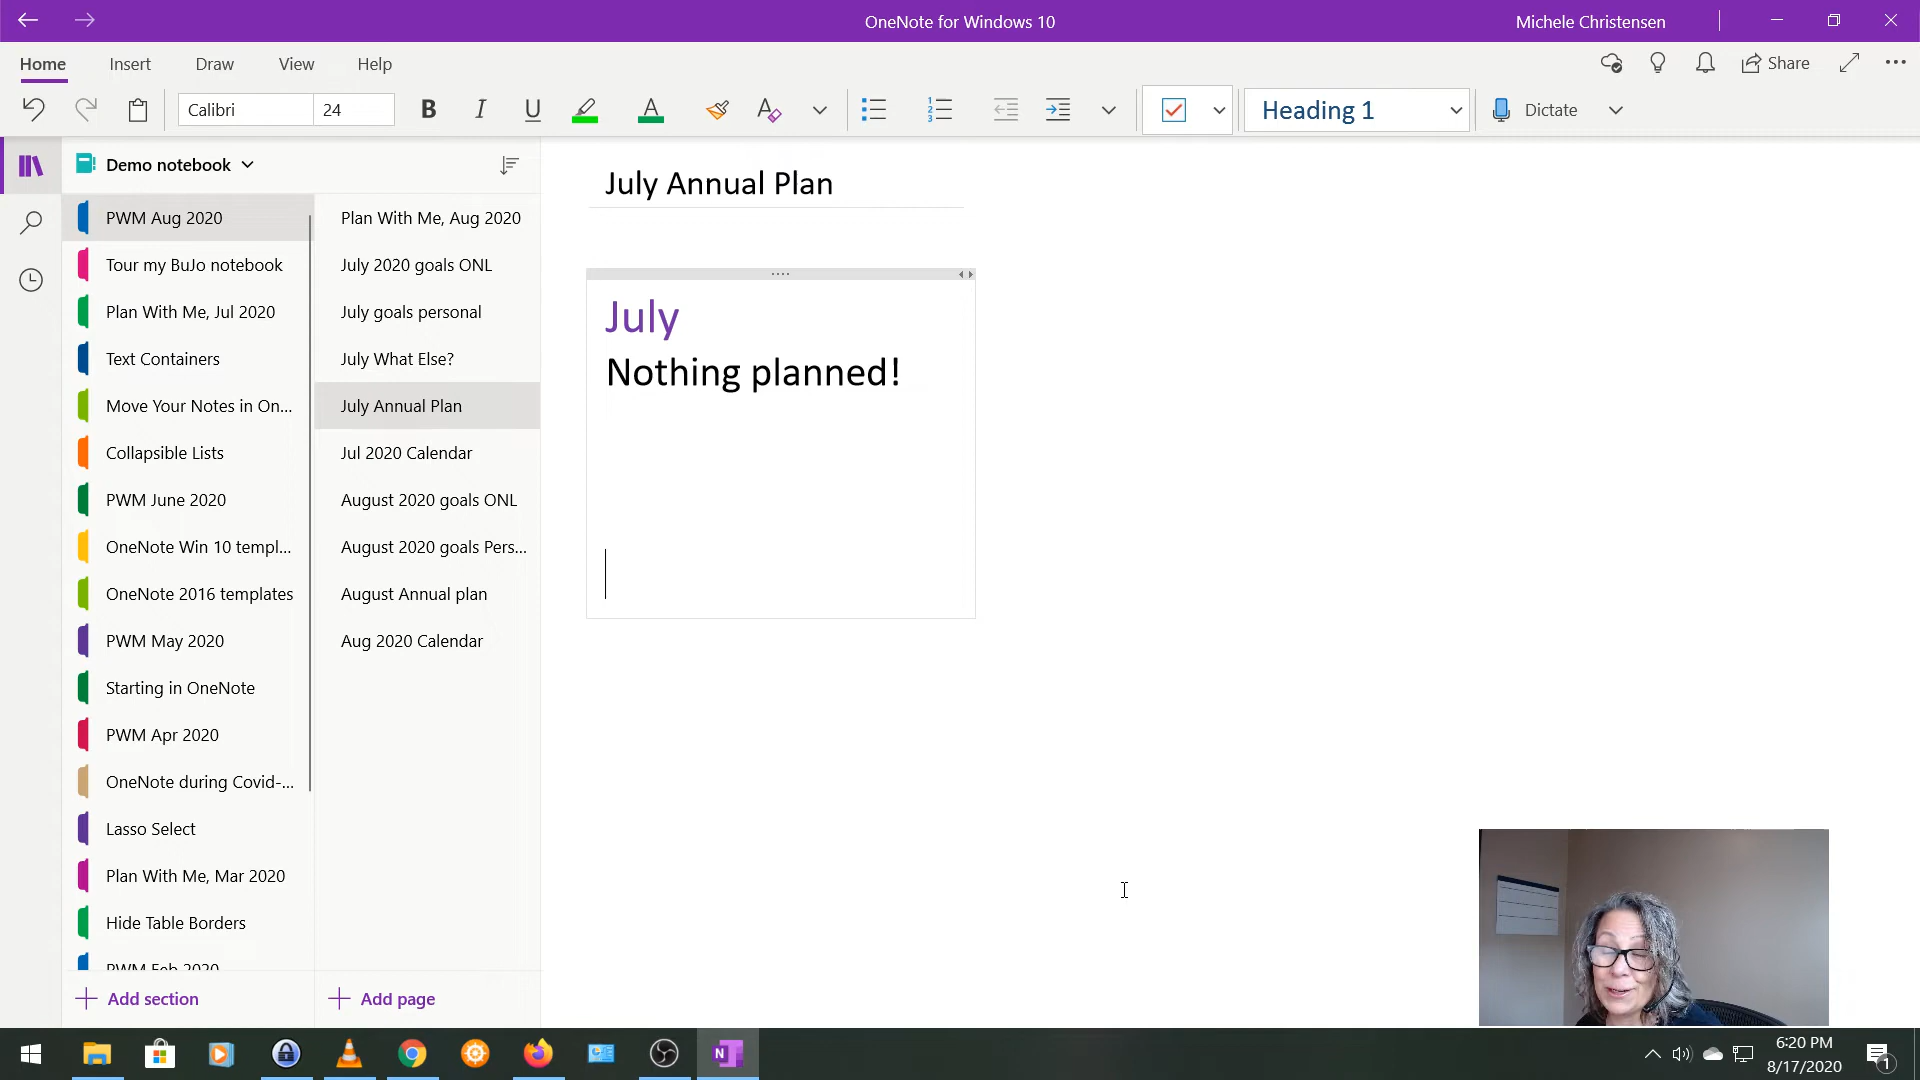 OneNote for Windows 10
Michele Christensen
Home
Insert
Draw
View
Help
Share
Calibri
24
B
I
U
A
A
Heading 1
Dictate
Demo notebook
PWM Aug 2020
Tour my BuJo notebook
Plan With Me, Jul 2020
Text Containers
Move Your Notes in On...
Collapsible Lists
PWM June 2020
OneNote Win 10 templ...
OneNote 2016 templates
PWM May 2020
Starting in OneNote
PWM Apr 2020
OneNote during Covid-...
Lasso Select
Plan With Me, Mar 2020
Hide Table Borders
PWM Feb 2020
Add section
Plan With Me, Aug 2020
July 2020 goals ONL
July goals personal
July What Else?
July Annual Plan
Jul 2020 Calendar
August 2020 goals ONL
August 2020 goals Pers...
August Annual plan
Aug 2020 Calendar
Add page
July Annual Plan
July
Nothing planned!
N
6:20 PM
8/17/2020
1